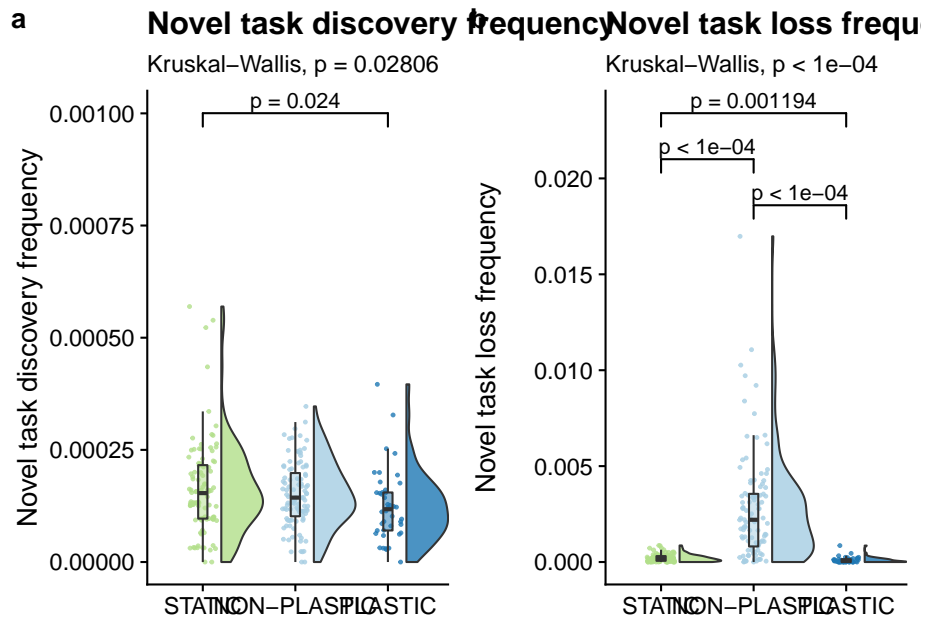 a
Novel task discovery frequency
Kruskal−Wallis, p = 0.02806
p = 0.024
Novel task discovery frequency
0.00100
0.00075
0.00050
0.00025
0.00000
STATIC
NON−PLASTIC
PLASTIC
b
Novel task loss frequ
Kruskal−Wallis, p < 1e−04
p = 0.001194
p < 1e−04
p < 1e−04
Novel task loss frequency
0.020
0.015
0.010
0.005
0.000
STATIC
NON−PLASTIC
PLASTIC